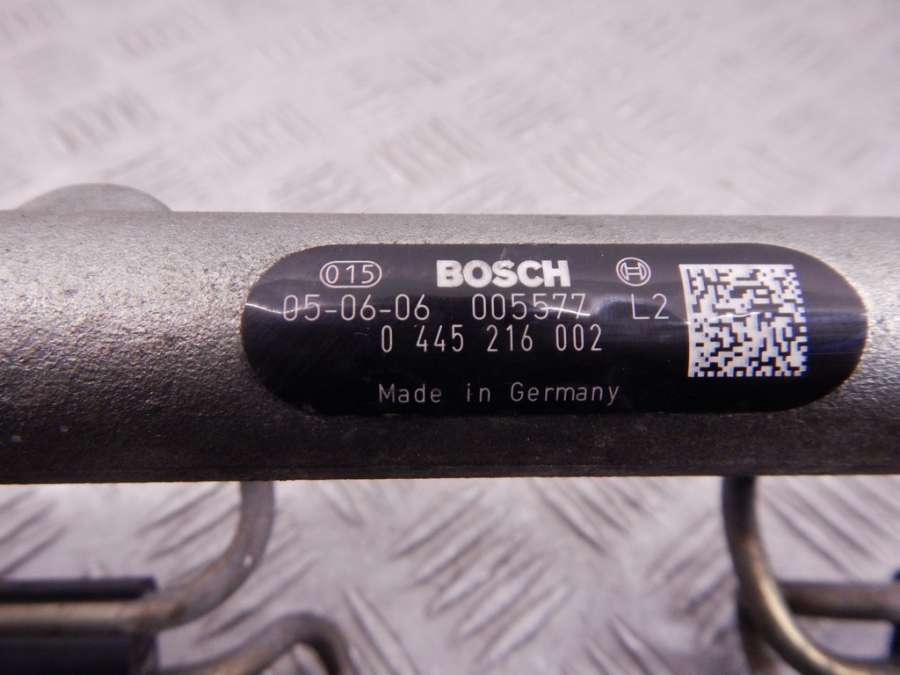 015 BOSCH
05-06-06 005577 L2
0 445 216 002
Made in Germany